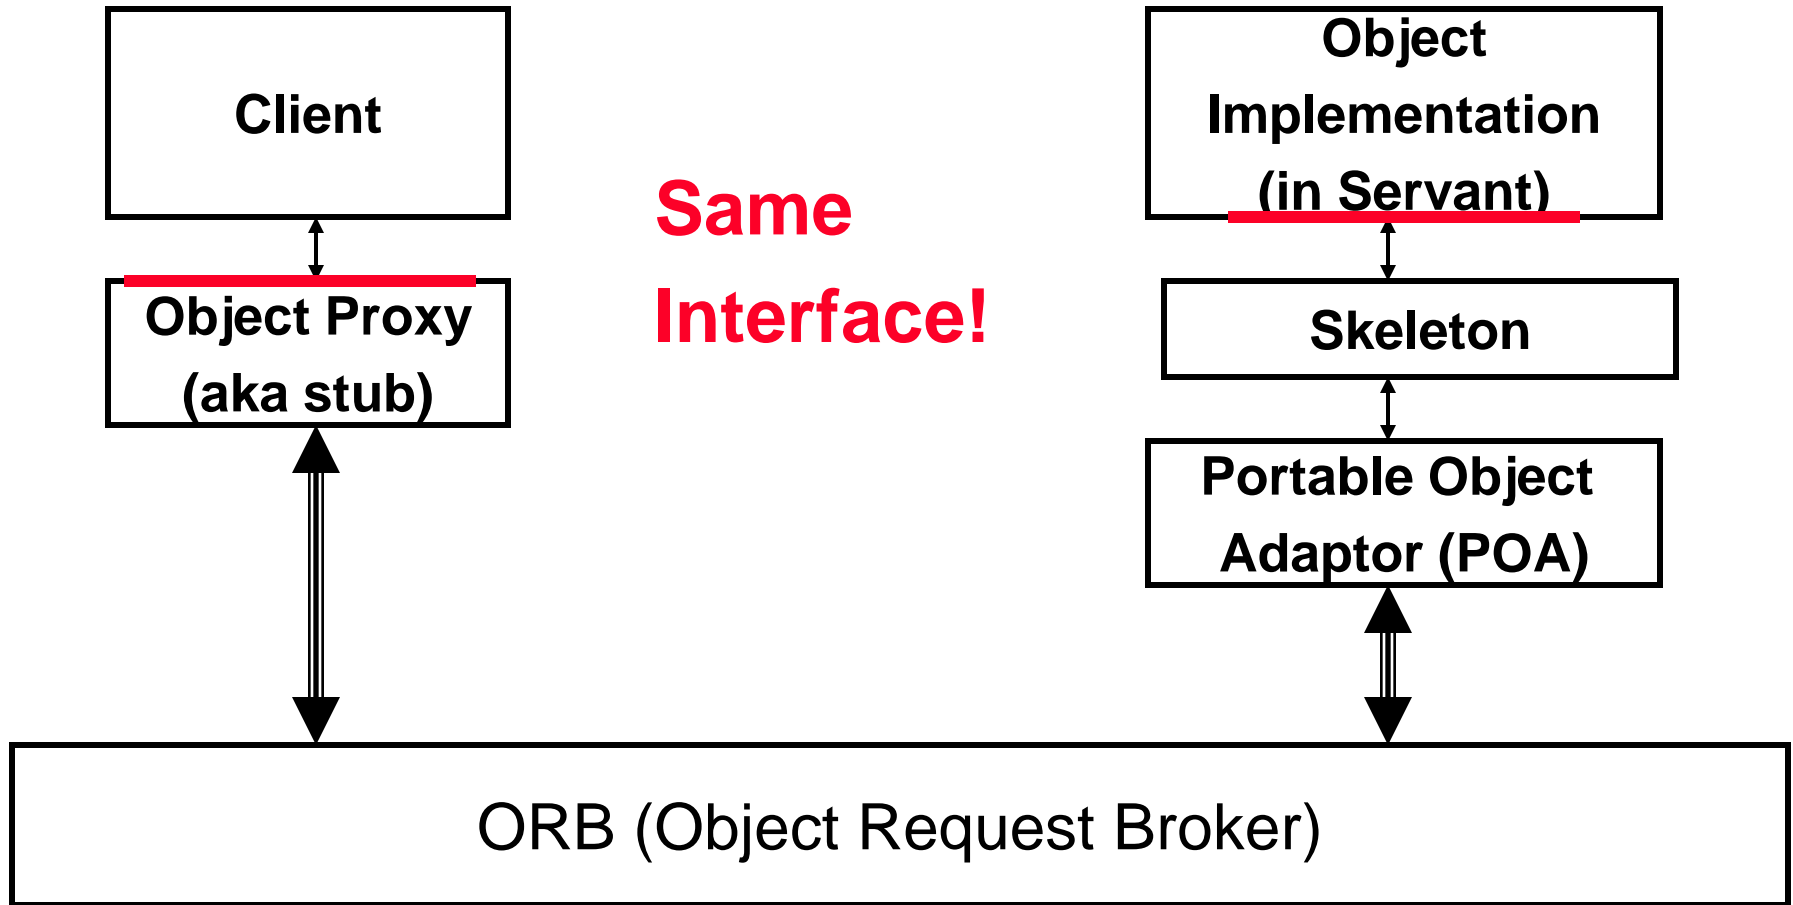 Client
Object Proxy
(aka stub)
Same
Interface!
Object
Implementation
(in Servant)
Skeleton
Portable Object
Adaptor (POA)
ORB (Object Request Broker)